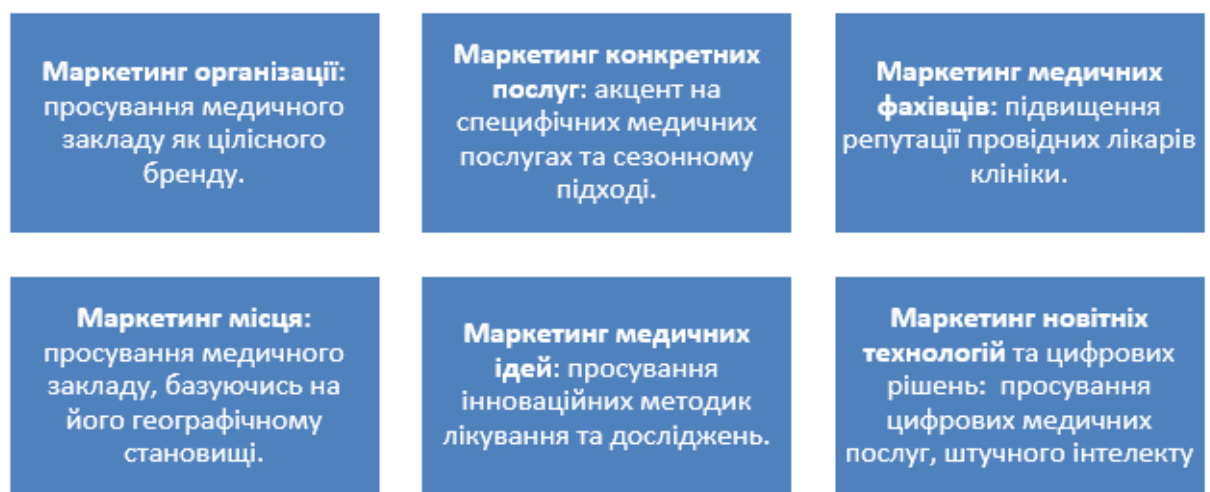 Маркетинг організації:
просування медичного
закладу як цілісного
бренду.
Маркетинг конкретних
послуг: акцент на
специфічних медичних
послугах та сезонному
підході.
Маркетинг медичних
фахівців: підвищення
репутації провідних лікарів
клініки.
Маркетинг місця:
просування медичного
закладу, базуючись на
його географічному
становищі.
Маркетинг медичних
ідей: просування
інноваційних методик
лікування та досліджень.
Маркетинг новітніх
технологій та цифрових
рішень: просування
цифрових медичних
послуг, штучного інтелекту